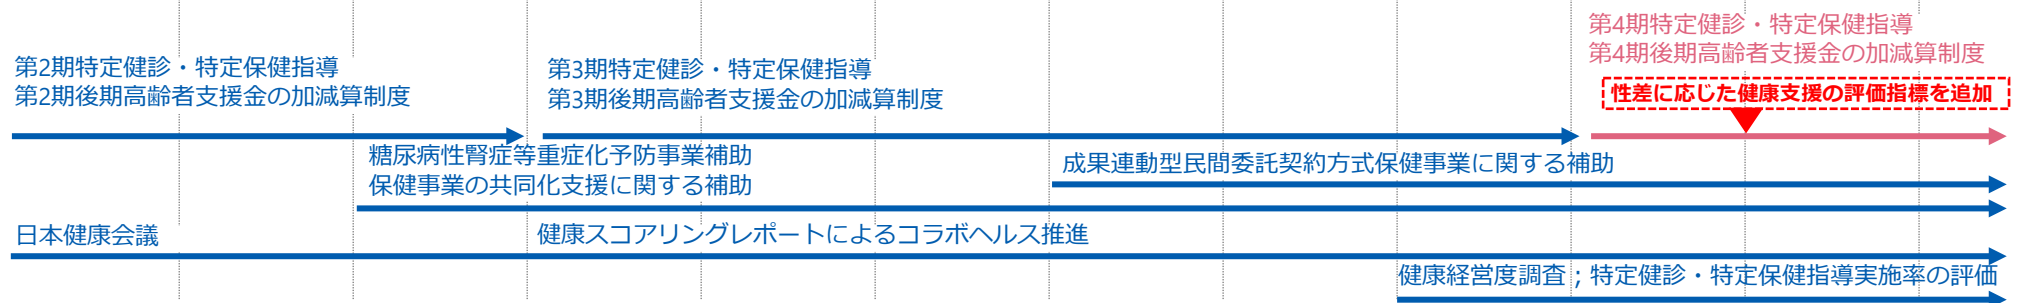 第2期特定健診・特定保健指導
第2期後期高齢者支援金の加減算制度
第3期特定健診・特定保健指導
第3期後期高齢者支援金の加減算制度
第4期特定健診・特定保健指導
第4期後期高齢者支援金の加減算制度
性差に応じた健康支援の評価指標を追加
糖尿病性腎症等重症化予防事業補助
保健事業の共同化支援に関する補助
成果連動型民間委託契約方式保健事業に関する補助
日本健康会議
健康スコアリングレポートによるコラボヘルス推進
健康経営度調査；特定健診・特定保健指導実施率の評価